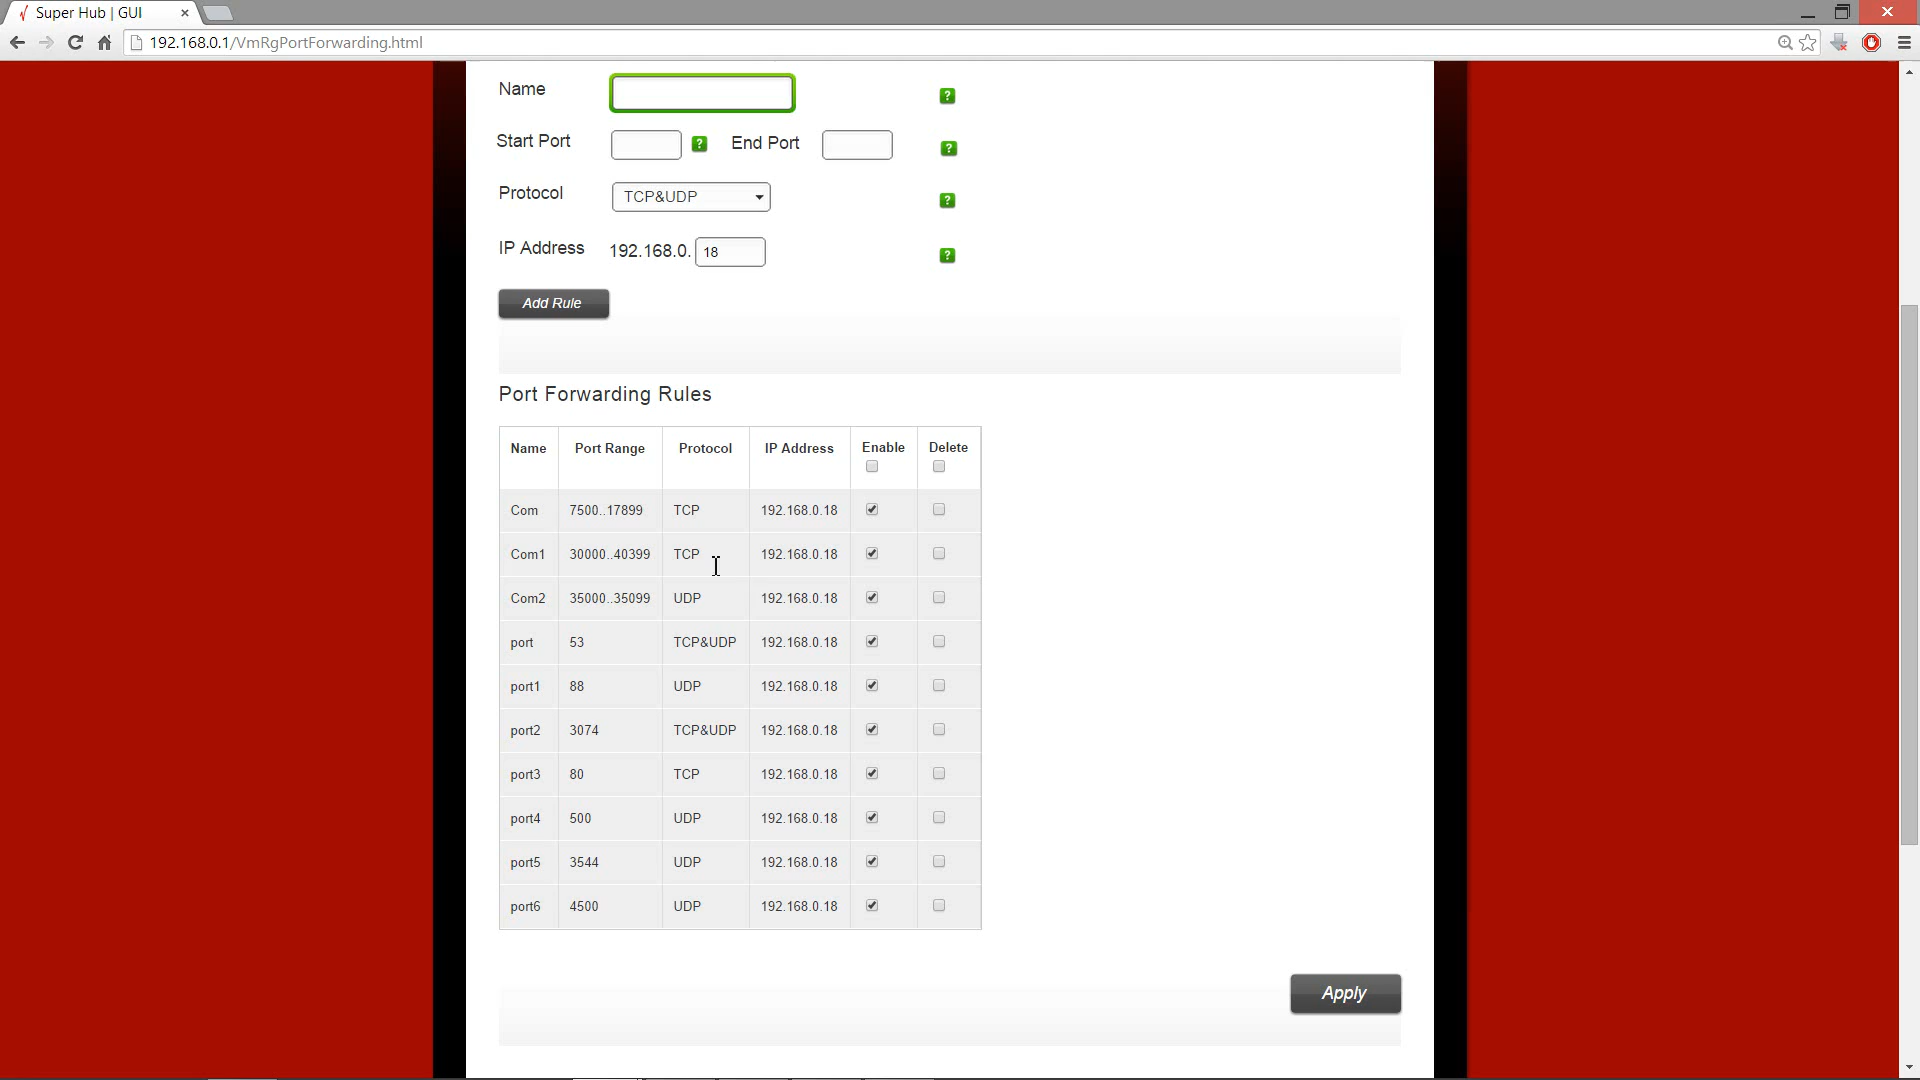 Super Hub | GUI
192.168.0.1/VmRgPortForwarding.html
Name
Start Port ? End Port ?
Protocol TCP&UDP ?
IP Address 192.168.0. 18 ?
Add Rule
Port Forwarding Rules
Name Port Range Protocol IP Address Enable Delete
Com 7500..17899 TCP 192.168.0.18
Com1 30000..40399 TCP 192.168.0.18
Com2 35000..35099 UDP 192.168.0.18
port 53 TCP&UDP 192.168.0.18
port1 88 UDP 192.168.0.18
port2 3074 TCP&UDP 192.168.0.18
port3 80 TCP 192.168.0.18
port4 500 UDP 192.168.0.18
port5 3544 UDP 192.168.0.18
port6 4500 UDP 192.168.0.18
Apply